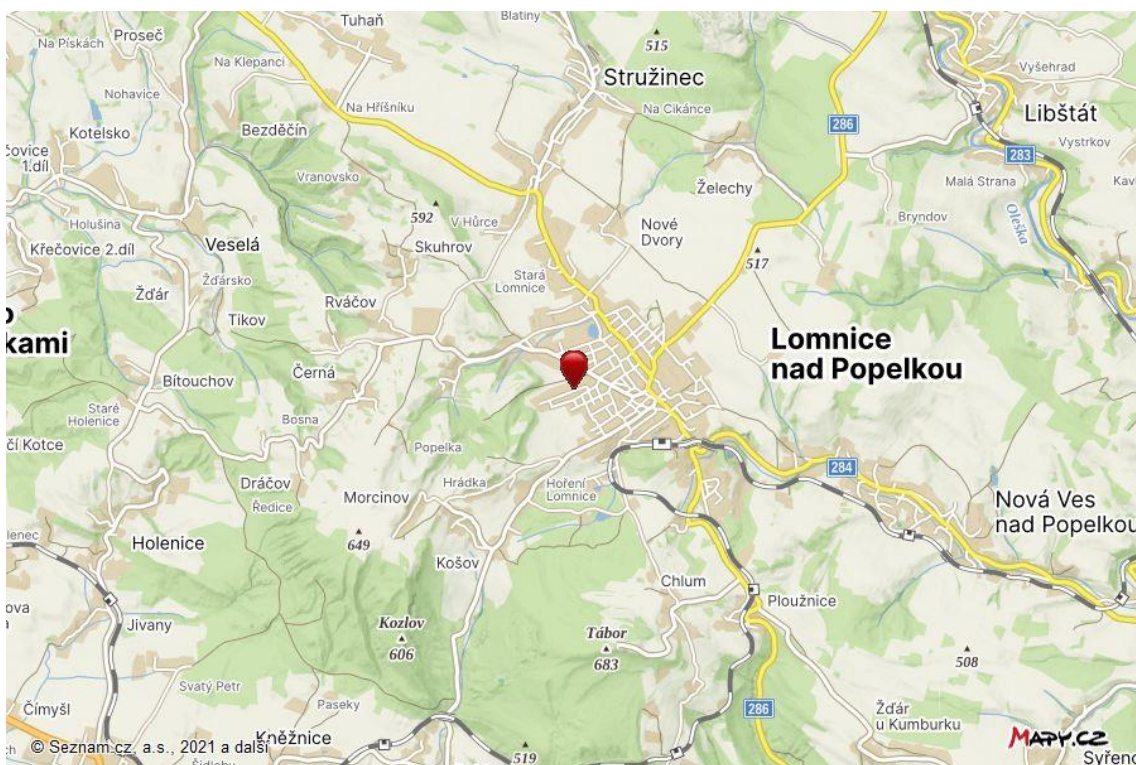 Blatiny
Tuhaň
Proseč
Na Pískách
515
Na Klepanci
Vyšehrad
Stružinec
Nohavice
Na Hříšníku
Na Cikánce
Libštát
Bezděčín
286
Kotelsko
Vystrkov
čovice
1.díl
283
Vranovsko
Želechy
Malá Strana
Kav
592
V Hůrce
Holušina
Nové
Dvory
Bryndov
Oleška
Veselá
Skuhrov
Křečovice 2.díl
517
Stará
Lomnice
Žďársko
Žďár
Rváčov
o
kami
Tikov
Lomnice
nad Popelkou
Černá
Bítouchov
Staré
Holenice
Bosna
čí Kotce
Popelka
284
Dráčov
Hrádka
Hoření
Lomnice
Morcinov
Nová Ves
nad Popelkou
Ředice
lenec
Holenice
649
Košov
Chlum
Ploužnice
ova
a
Jivany
Kozlov
606
Tábor
683
508
Svatý Petr
Paseky
Čímyšl
286
Žďár
u Kumburku
Kněžnice
© Seznam.cz, a.s., 2021 a další
Mapy.cz
519
Syřeno